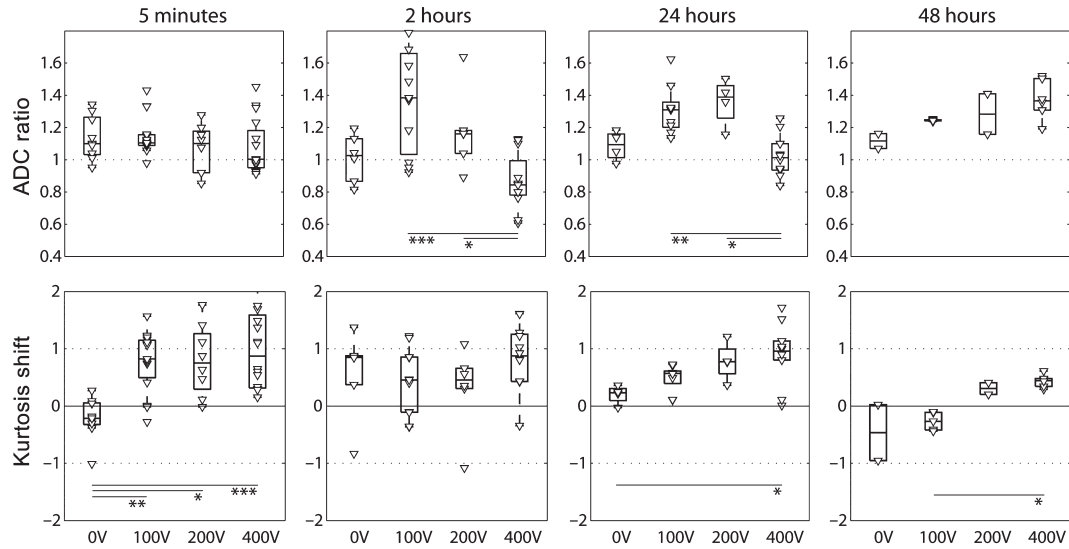 5 minutes 2 hours 24 hours 48 hours
ADC ratio
1.6 1.6 1.6 1.6
1.4 1.4 1.4 1.4
1.2 1.2 1.2 1.2
1 1 1 1
0.8 0.8 0.8 0.8
0.6 0.6 0.6 0.6
*** * ** *
0.4 0.4 0.4 0.4
Kurtosis shift
2 2 2 2
1 1 1 1
0 0 0 0
−1 −1 −1 −1
** * *** * *
−2 −2 −2 −2
0V 100V 200V 400V 0V 100V 200V 400V 0V 100V 200V 400V 0V 100V 200V 400V